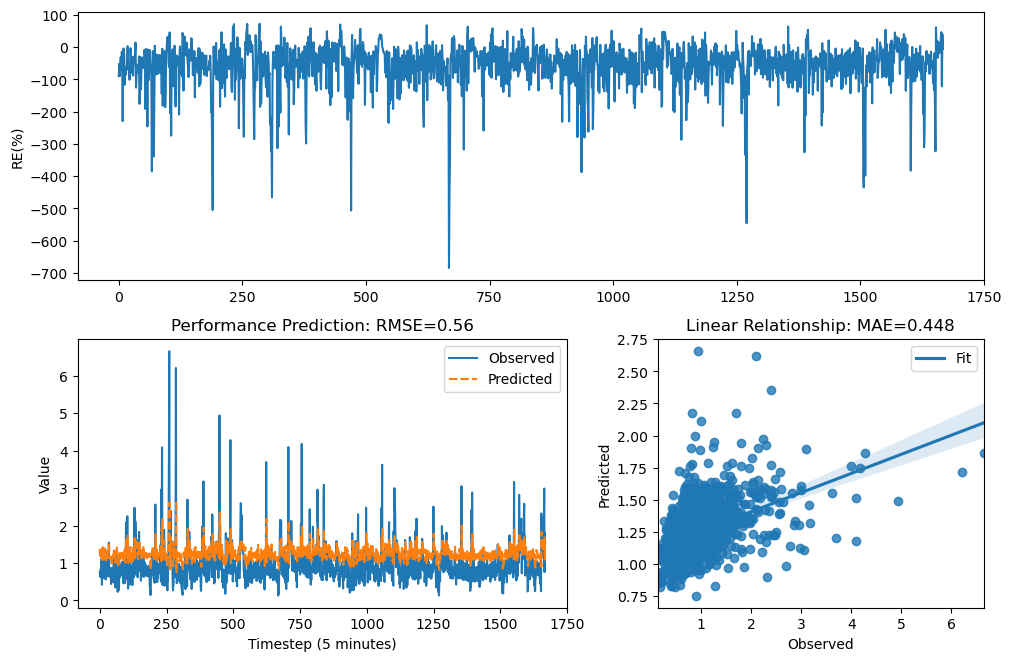 100
0
−100
−200
−300
−400
−500
−600
−700
RE(%)
0 250 500 750 1000 1250 1500 1750
Performance Prediction: RMSE=0.56
Observed
Predicted
6
5
4
3
2
1
0
Value
0 250 500 750 1000 1250 1500 1750
Timestep (5 minutes)
Linear Relationship: MAE=0.448
Fit
2.75
2.50
2.25
2.00
1.75
1.50
1.25
1.00
0.75
Predicted
1 2 3 4 5 6
Observed